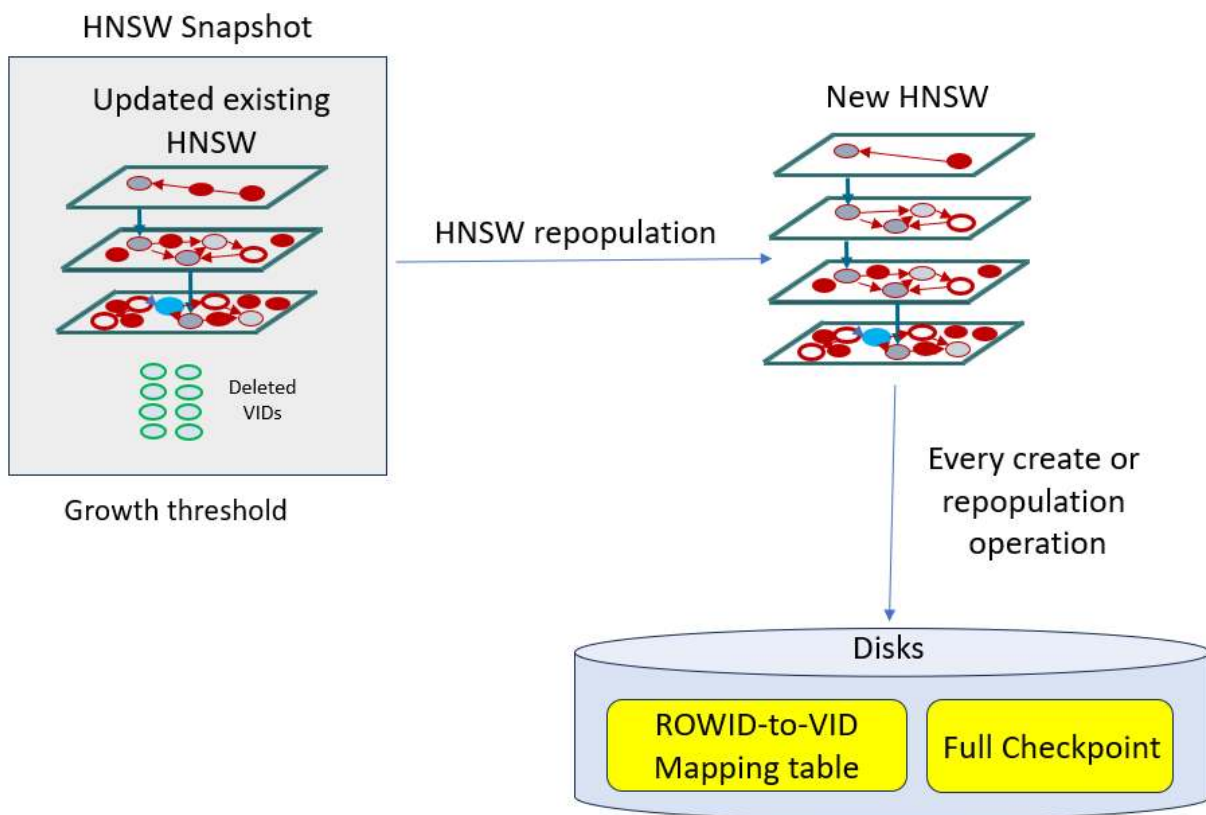 HNSW Snapshot
Updated existing
HNSW
Deleted
VIDs
Growth threshold
HNSW repopulation
New HNSW
Every create or
repopulation
operation
Disks
ROWID-to-VID
Mapping table
Full Checkpoint